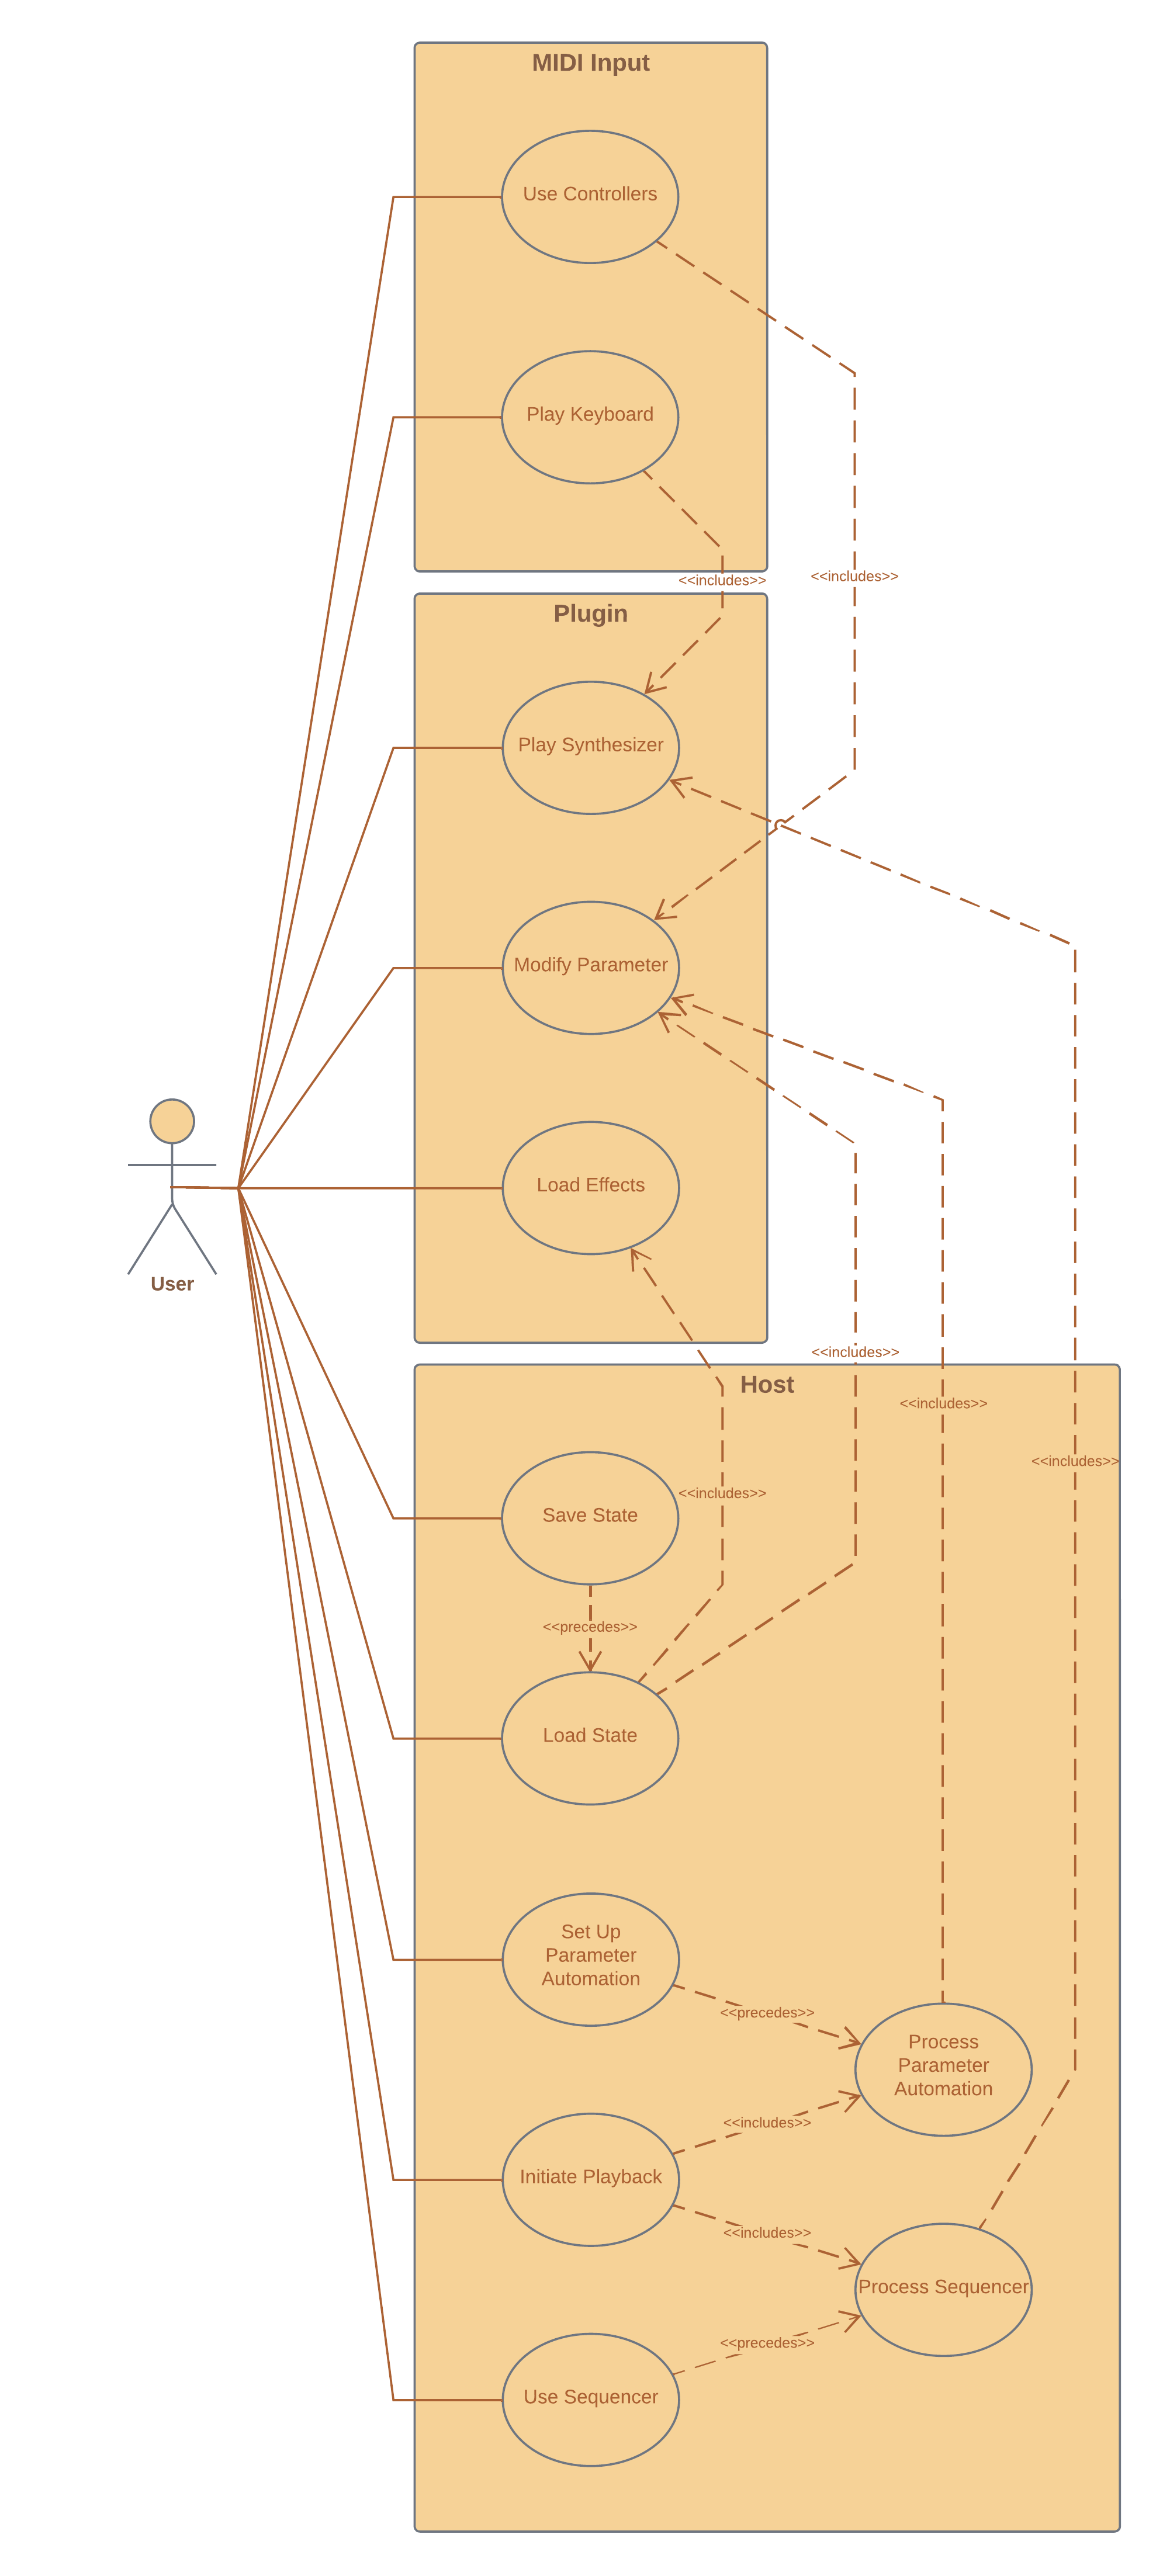 MIDI Input
Use Controllers
Play Keyboard
<<includes>>
<<includes>>
Plugin
Play Synthesizer
Modify Parameter
Load Effects
User
<<includes>>
Host
<<includes>>
<<includes>>
<<includes>>
Save State
<<precedes>>
Load State
Set Up
Parameter
Automation
<<precedes>>
Process
Parameter
Automation
<<includes>>
Initiate Playback
<<includes>>
Process Sequencer
<<precedes>>
Use Sequencer